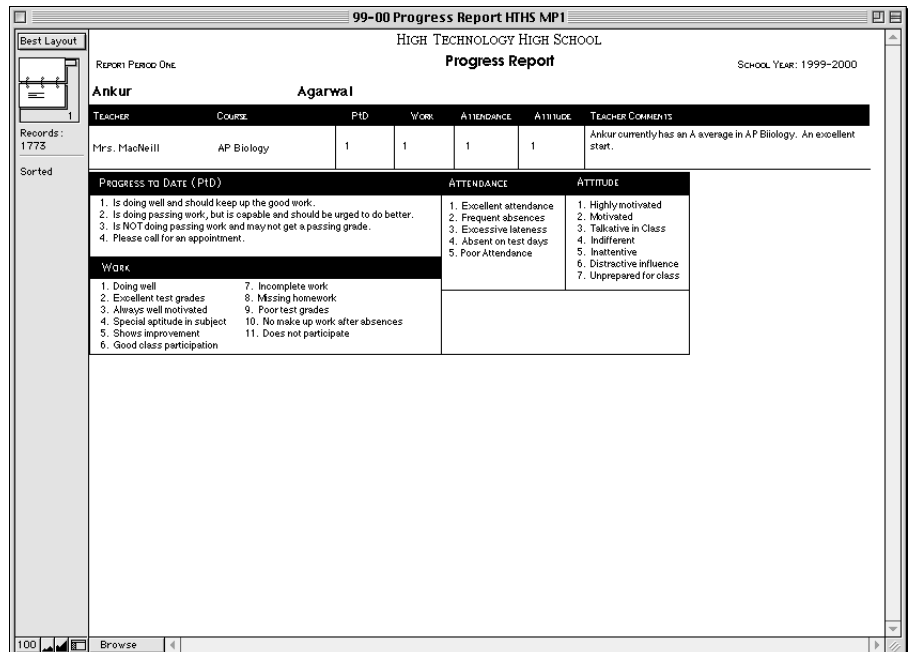 99-00 Progress Report HTHS MP1
Best Layout
HIGH TECHNOLOGY HIGH SCHOOL
REPORT PERIOD ONE
Progress Report
SCHOOL YEAR: 1999-2000
Ankur Agarwal
1
Records:
1773
Sorted
TEACHER COURSE PtD WORK ATTENDANCE ATTITUDE TEACHER COMMENTS
Mrs. MacNeill AP Biology 1 1 1 1 Ankur currently has an A average in AP Biiology. An excellent
start.
PROGRESS TO DATE (PtD)
1. Is doing well and should keep up the good work.
2. Is doing passing work, but is capable and should be urged to do better.
3. Is NOT doing passing work and may not get a passing grade.
4. Please call for an appointment.
ATTENDANCE
1. Excellent attendance
2. Frequent absences
3. Excessive lateness
4. Absent on test days
5. Poor Attendance
ATTITUDE
1. Highly motivated
2. Motivated
3. Talkative in Class
4. Indifferent
5. Inattentive
6. Distractive influence
7. Unprepared for class
WORK
1. Doing well
2. Excellent test grades
3. Always well motivated
4. Special aptitude in subject
5. Shows improvement
6. Good class participation
7. Incomplete work
8. Missing homework
9. Poor test grades
10. No make up work after absences
11. Does not participate
100 Browse